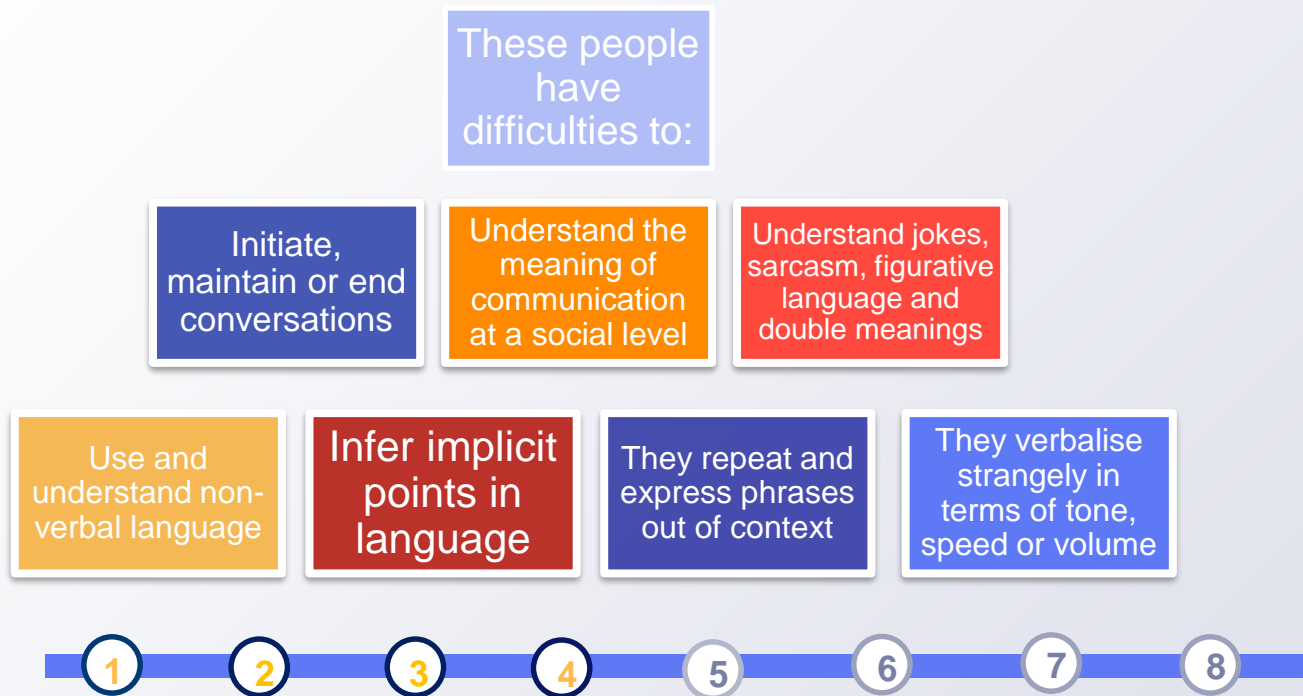 These people
have
difficulties to:
Initiate,
maintain or end
conversations
Understand the
meaning of
communication
at a social level
Understand jokes,
sarcasm, figurative
language and
double meanings
Use and
understand non-
verbal language
Infer implicit
points in
language
They repeat and
express phrases
out of context
They verbalise
strangely in
terms of tone,
speed or volume
1 2 3 4 5 6 7 8